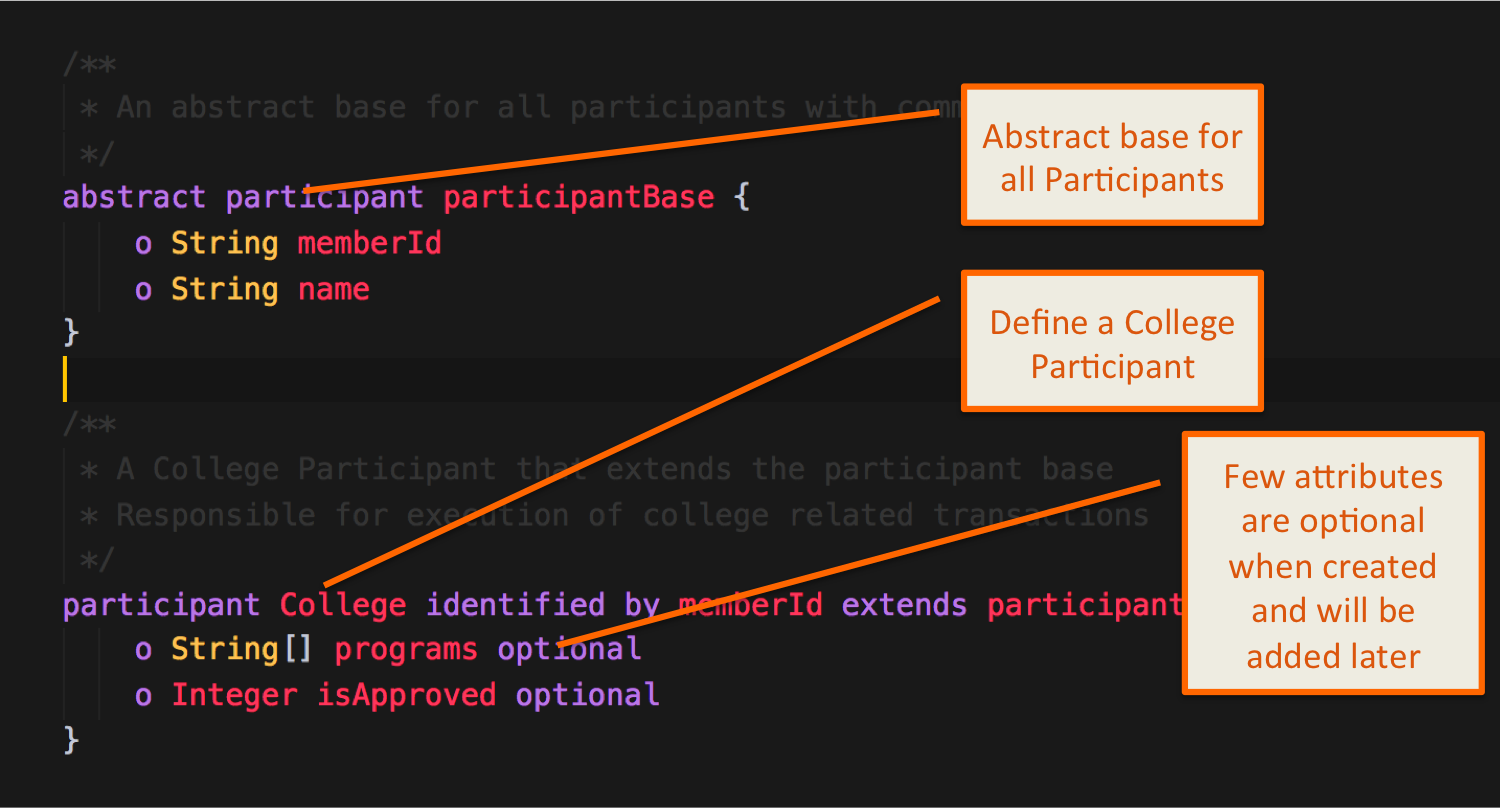 /**
* An abstract base for all participants with
*/
abstract participant participantBase {
o String memberId
o String name
}
/**
* A College Participant that extends the participant base
* Responsible for execution of college related transactions
*/
participant College identified by memberId extends participant
o String[] programs optional
o Integer isApproved optional
}
Abstract base for
all Participants
Define a College
Participant
Few attributes
are optional
when created
and will be
added later